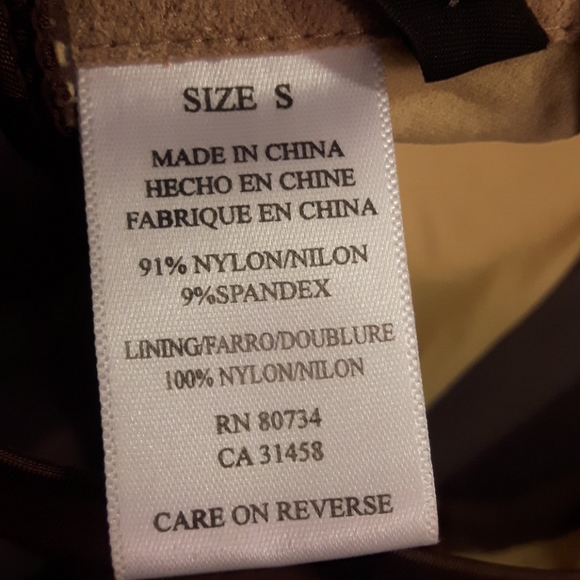 SIZE S
MADE IN CHINA
HECHO EN CHINE
FABRIQUE EN CHINA
91% NYLON/NILON
9%SPANDEX
LINING/FARRO/DOUBLURE
100% NYLON/NILON
RN 80734
CA 31458
CARE ON REVERSE